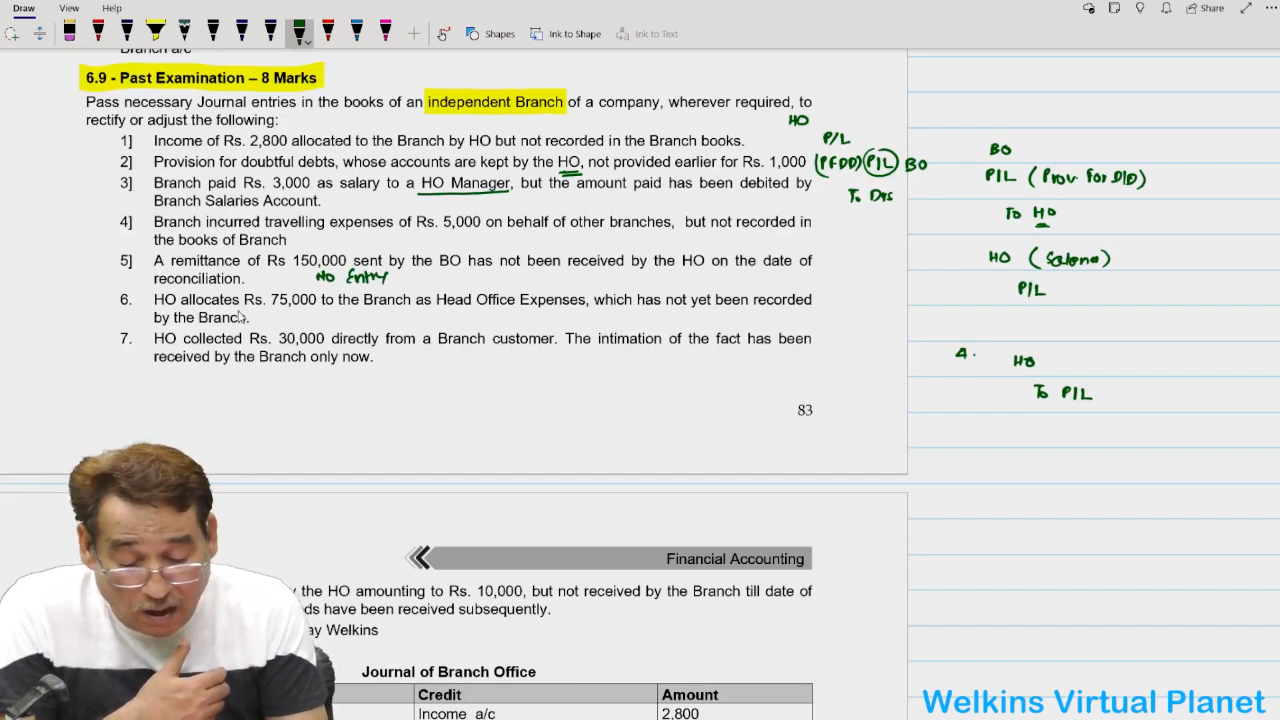 Draw View Help Share
Shapes Ink to Shape Ink to Text
Branch a/c
6.9 - Past Examination – 8 Marks
Pass necessary Journal entries in the books of an independent Branch of a company, wherever required, to
rectify or adjust the following:
HO
1] Income of Rs. 2,800 allocated to the Branch by HO but not recorded in the Branch books.
P/L
2] Provision for doubtful debts, whose accounts are kept by the HO, not provided earlier for Rs. 1,000
(PFDD) (P/L BO
3] Branch paid Rs. 3,000 as salary to a HO Manager, but the amount paid has been debited by
Branch Salaries Account.
To Drs
4] Branch incurred travelling expenses of Rs. 5,000 on behalf of other branches, but not recorded in
the books of Branch
5] A remittance of Rs 150,000 sent by the BO has not been received by the HO on the date of
reconciliation.
No Entry
6. HO allocates Rs. 75,000 to the Branch as Head Office Expenses, which has not yet been recorded
by the Branch.
7. HO collected Rs. 30,000 directly from a Branch customer. The intimation of the fact has been
received by the Branch only now.
83
BO
P/L (Prov. For D/D)
To HO
HO
P/L
4.
HO
To P/L
Financial Accounting
the HO amounting to Rs. 10,000, but not received by the Branch till date of
have been received subsequently.
Welkins
Journal of Branch Office
Credit Amount
Income a/c 2,800
Welkins Virtual Planet